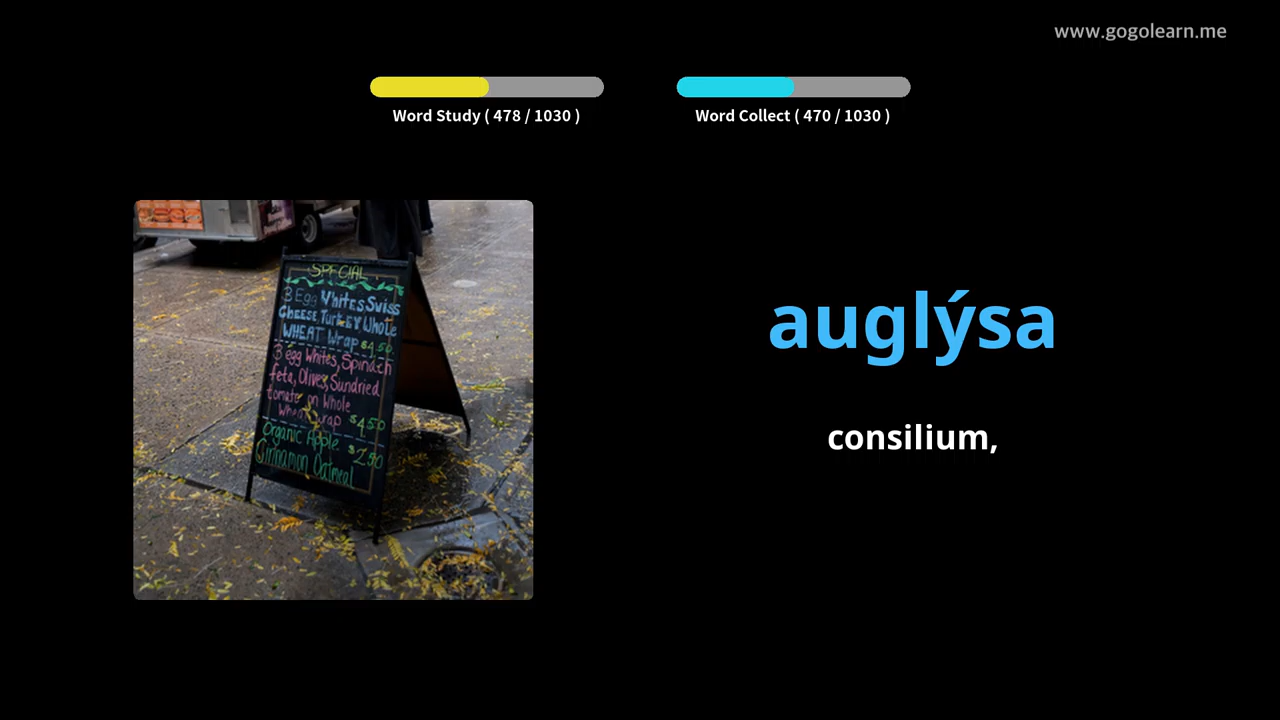 www.gogolearn.me
Word Study ( 478 / 1030 )
Word Collect ( 470 / 1030 )
SPECIAL
3 Egg Whites, Swiss
Cheese, Turkey Whole
WHEAT Wrap $4.50
3 egg Whites, Spinach
feta, Olives, Sundried
tomato on Whole
Wheat Wrap $4.50
Organic Apple
Cinnamon Oatmeal $2.50
auglýsa
consilium,